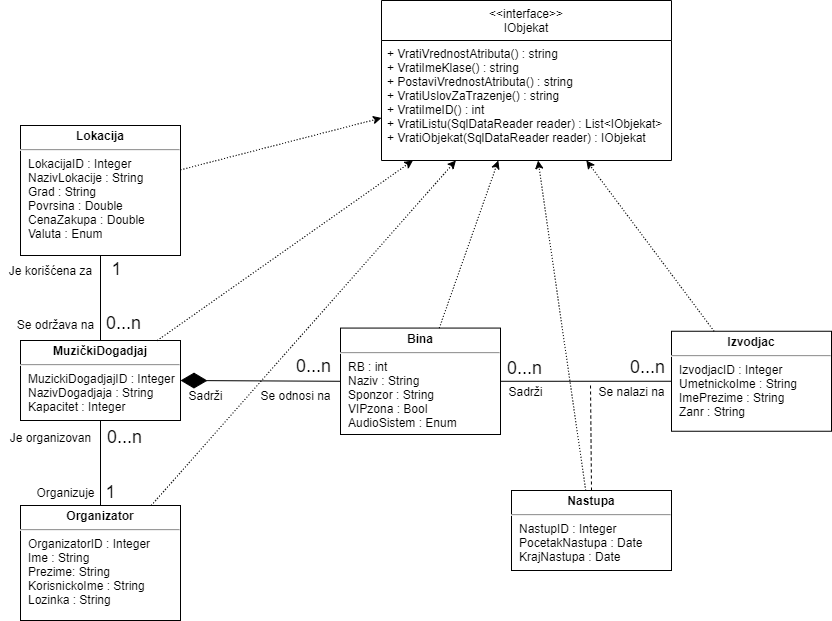 <<interface>>
IObjekat
+ VratiVrednostAtributa() : string
+ VratiImeKlase() : string
+ PostaviVrednostAtributa() : string
+ VratiUslovZaTrazenje() : string
+ VratiImeID() : int
+ VratiListu(SqlDataReader reader) : List<IObjekat>
+ VratiObjekat(SqlDataReader reader) : IObjekat
Lokacija
LokacijaID : Integer
NazivLokacije : String
Grad : String
Povrsina : Double
CenaZakupa : Double
Valuta : Enum
Je korišćena za
1
Se održava na
0...n
MuzičkiDogadjaj
MuzickiDogadjajID : Integer
NazivDogadjaja : String
Kapacitet : Integer
Sadrži
0...n
Se odnosi na
Bina
RB : int
Naziv : String
Sponzor : String
VIPzona : Bool
AudioSistem : Enum
0...n
Sadrži
0...n
Se nalazi na
Izvodjac
IzvodjacID : Integer
UmetnickoIme : String
ImePrezime : String
Zanr : String
Je organizovan
0...n
Organizuje
1
Organizator
OrganizatorID : Integer
Ime : String
Prezime: String
KorisnickoIme : String
Lozinka : String
Nastupa
NastupID : Integer
PocetakNastupa : Date
KrajNastupa : Date